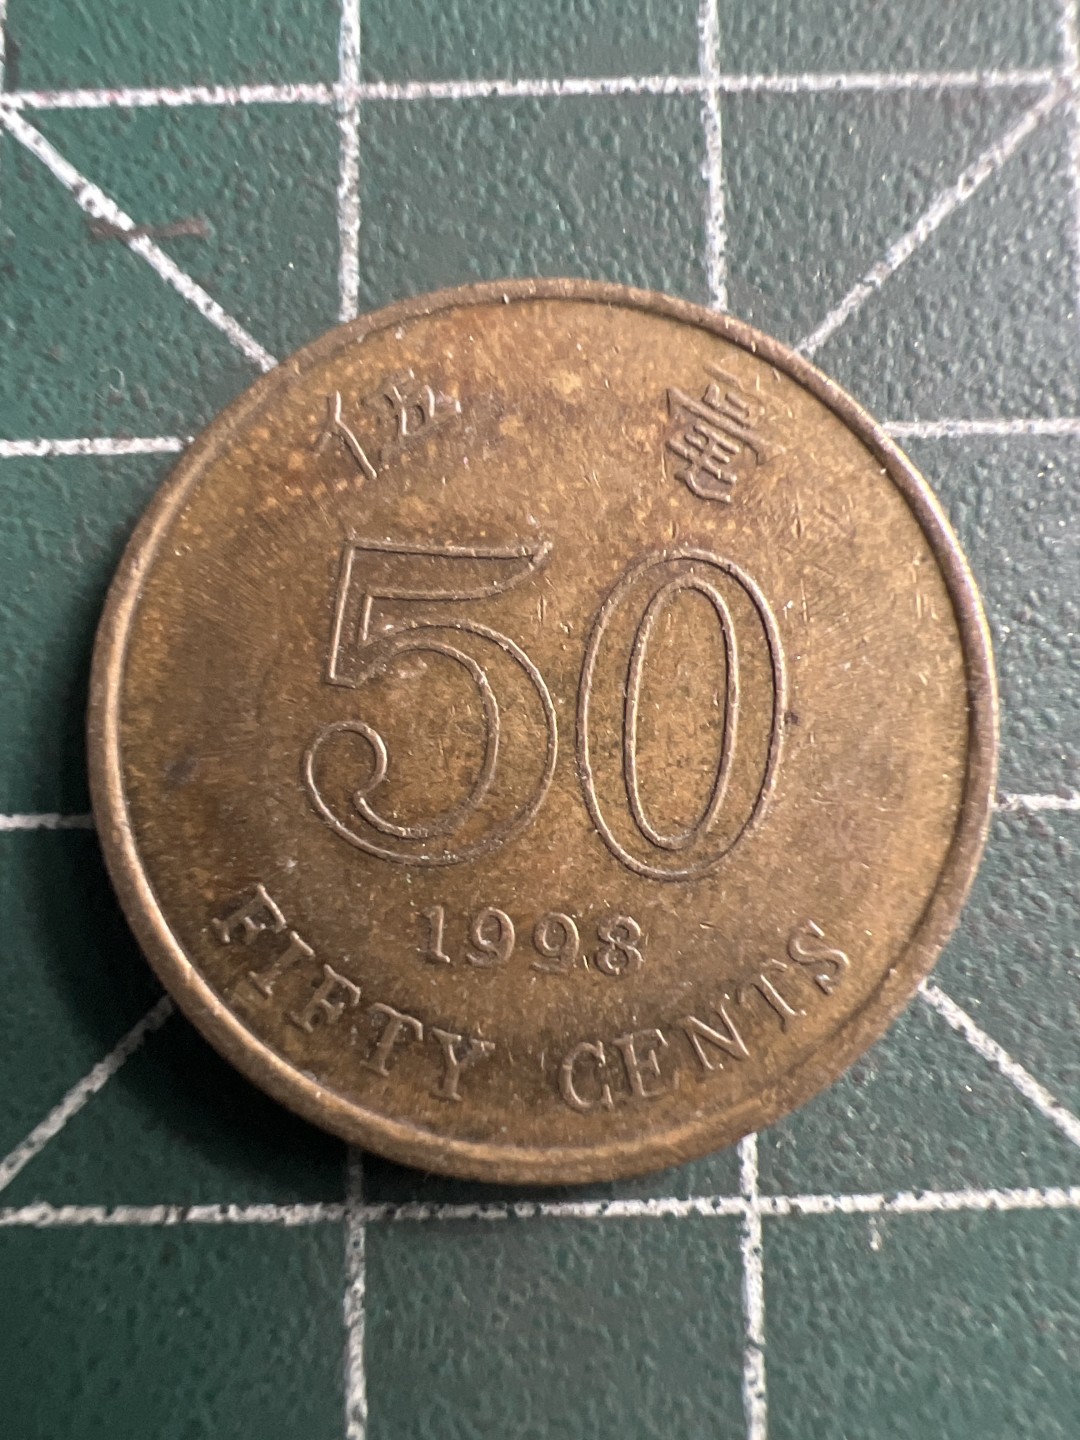 伍 毫
50
1998
FIFTY CENTS